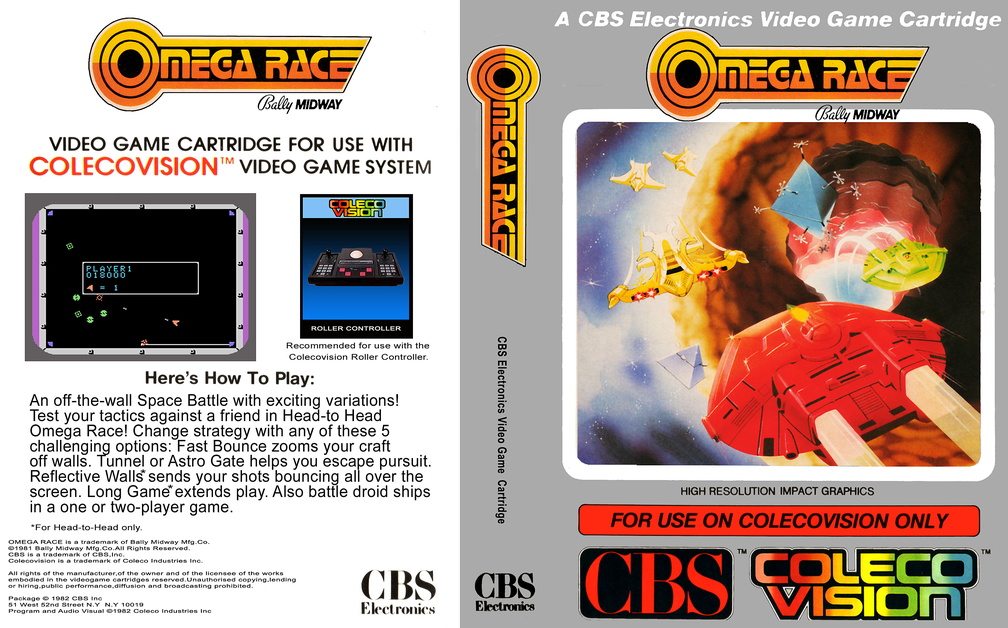 OMEGA RACE
Bally MIDWAY
VIDEO GAME CARTRIDGE FOR USE WITH
COLECOVISION™ VIDEO GAME SYSTEM
PLAYER1
018000
= 1
COLECO
VISION
ROLLER CONTROLLER
Recommended for use with the
Colecovision Roller Controller.
Here's How To Play:
An off-the-wall Space Battle with exciting variations!
Test your tactics against a friend in Head-to Head
Omega Race! Change strategy with any of these 5
challenging options: Fast Bounce zooms your craft
off walls. Tunnel or Astro Gate helps you escape pursuit.
Reflective Walls* sends your shots bouncing all over the
screen. Long Game* extends play. Also battle droid ships
in a one or two-player game.
*For Head-to-Head only.
OMEGA RACE is a trademark of Bally Midway Mfg.Co.
©1981 Bally Midway Mfg.Co.All Rights Reserved.
CBS is a trademark of CBS,Inc.
Colecovision is a trademark of Coleco Industries Inc.
All rights of the manufacturer,of the owner and of the licensee of the works
embodied in the videogame cartridges reserved.Unauthorised copying,lending
or hiring,public performance,diffusion and broadcasting prohibited.
Package © 1982 CBS Inc
51 West 52nd Street N.Y N.Y 10019
Program and Audio Visual ©1982 Coleco Industries Inc
CBS
Electronics
OMEGA RACE
CBS Electronics Video Game Cartridge
CBS
Electronics
A CBS Electronics Video Game Cartridge
OMEGA RACE
Bally MIDWAY
HIGH RESOLUTION IMPACT GRAPHICS
FOR USE ON COLECOVISION ONLY
CBS™
COLECO™
VISION